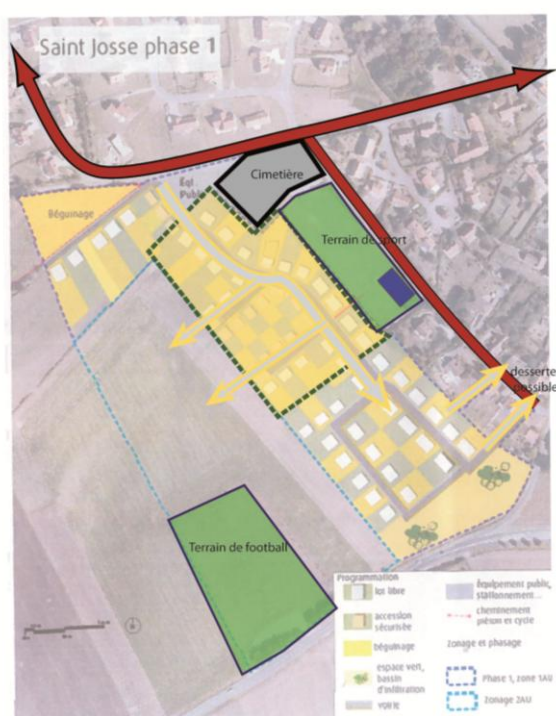 Saint Josse phase 1
Cimetière
Éql
Publ
Béguinage
Terrain de sport
desserte
possible
Terrain de football
Programmation
lot libre
accession
sécurisée
béguinage
espace vert,
bassin
d'infiltration
voirie
Équipement public,
stationnement...
cheminement
piéton et cycle
zonage et phasage
Phase 1, zone 1AU
Zonage 2AU